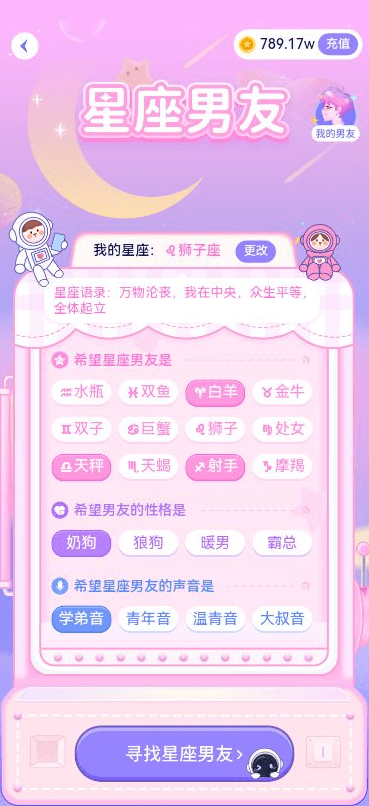 789.17w 充值
星座男友
我的男友
我的星座: 狮子座 更改
星座语录:万物沦丧,我在中央,众生平等,
全体起立
希望星座男友是
水瓶 双鱼 白羊 金牛
双子 巨蟹 狮子 处女
天秤 天蝎 射手 摩羯
希望男友的性格是
奶狗 狼狗 暖男 霸总
希望星座男友的声音是
学弟音 青年音 温青音 大叔音
寻找星座男友>